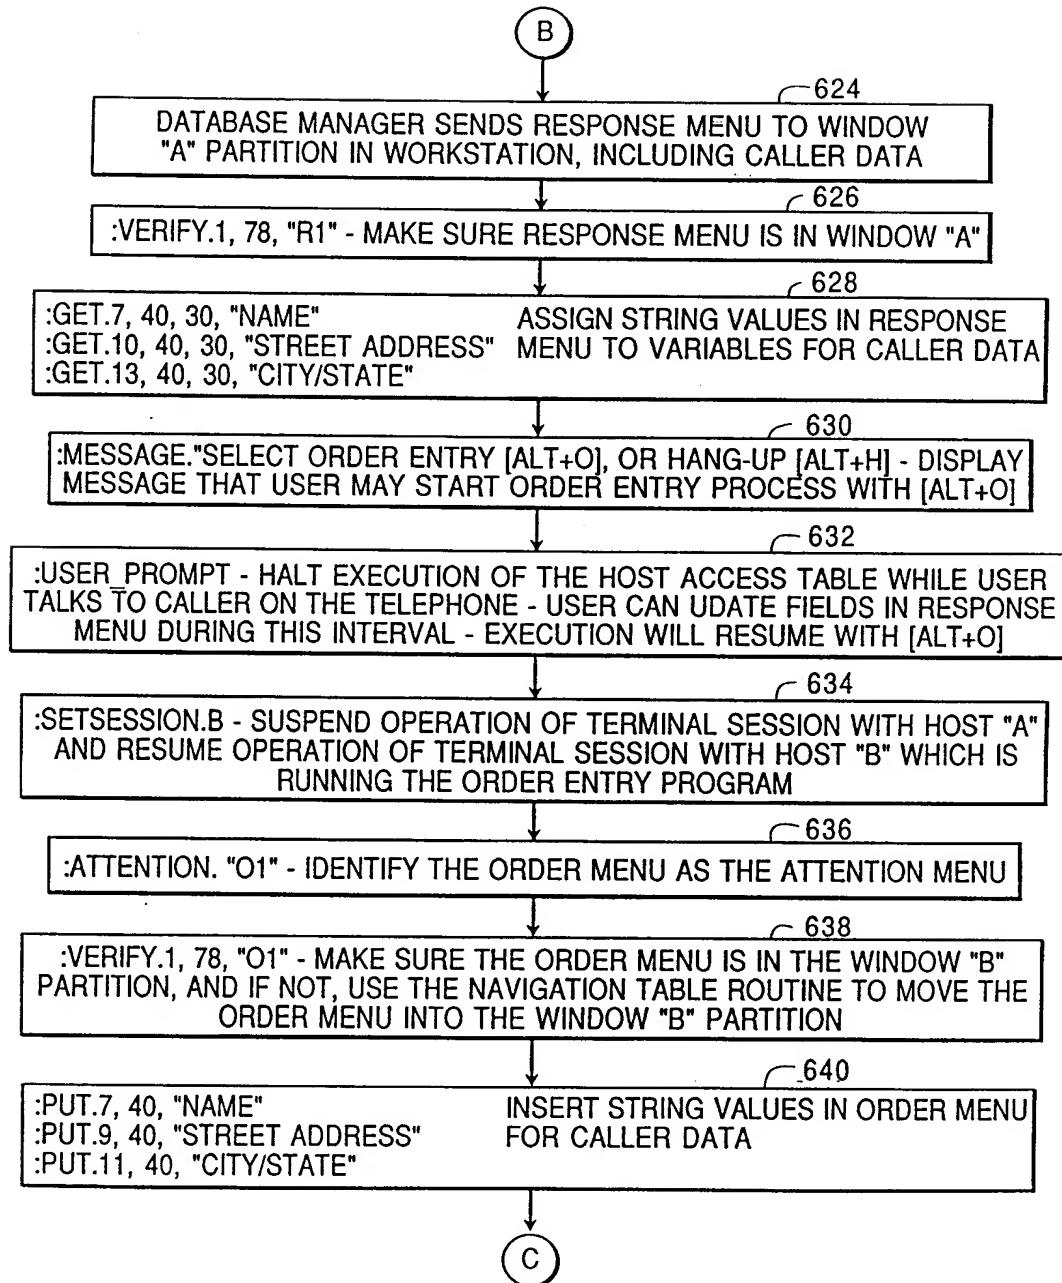 B
624
DATABASE MANAGER SENDS RESPONSE MENU TO WINDOW
"A" PARTITION IN WORKSTATION, INCLUDING CALLER DATA
626
:VERIFY.1, 78, "R1" - MAKE SURE RESPONSE MENU IS IN WINDOW "A"
628
:GET.7, 40, 30, "NAME" ASSIGN STRING VALUES IN RESPONSE
:GET.10, 40, 30, "STREET ADDRESS" MENU TO VARIABLES FOR CALLER DATA
:GET.13, 40, 30, "CITY/STATE"
630
:MESSAGE."SELECT ORDER ENTRY [ALT+O], OR HANG-UP [ALT+H] - DISPLAY
MESSAGE THAT USER MAY START ORDER ENTRY PROCESS WITH [ALT+O]
632
:USER_PROMPT - HALT EXECUTION OF THE HOST ACCESS TABLE WHILE USER
TALKS TO CALLER ON THE TELEPHONE - USER CAN UDATE FIELDS IN RESPONSE
MENU DURING THIS INTERVAL - EXECUTION WILL RESUME WITH [ALT+O]
634
:SETSESSION.B - SUSPEND OPERATION OF TERMINAL SESSION WITH HOST "A"
AND RESUME OPERATION OF TERMINAL SESSION WITH HOST "B" WHICH IS
RUNNING THE ORDER ENTRY PROGRAM
636
:ATTENTION. "O1" - IDENTIFY THE ORDER MENU AS THE ATTENTION MENU
638
:VERIFY.1, 78, "O1" - MAKE SURE THE ORDER MENU IS IN THE WINDOW "B"
PARTITION, AND IF NOT, USE THE NAVIGATION TABLE ROUTINE TO MOVE THE
ORDER MENU INTO THE WINDOW "B" PARTITION
640
:PUT.7, 40, "NAME" INSERT STRING VALUES IN ORDER MENU
:PUT.9, 40, "STREET ADDRESS" FOR CALLER DATA
:PUT.11, 40, "CITY/STATE"
C